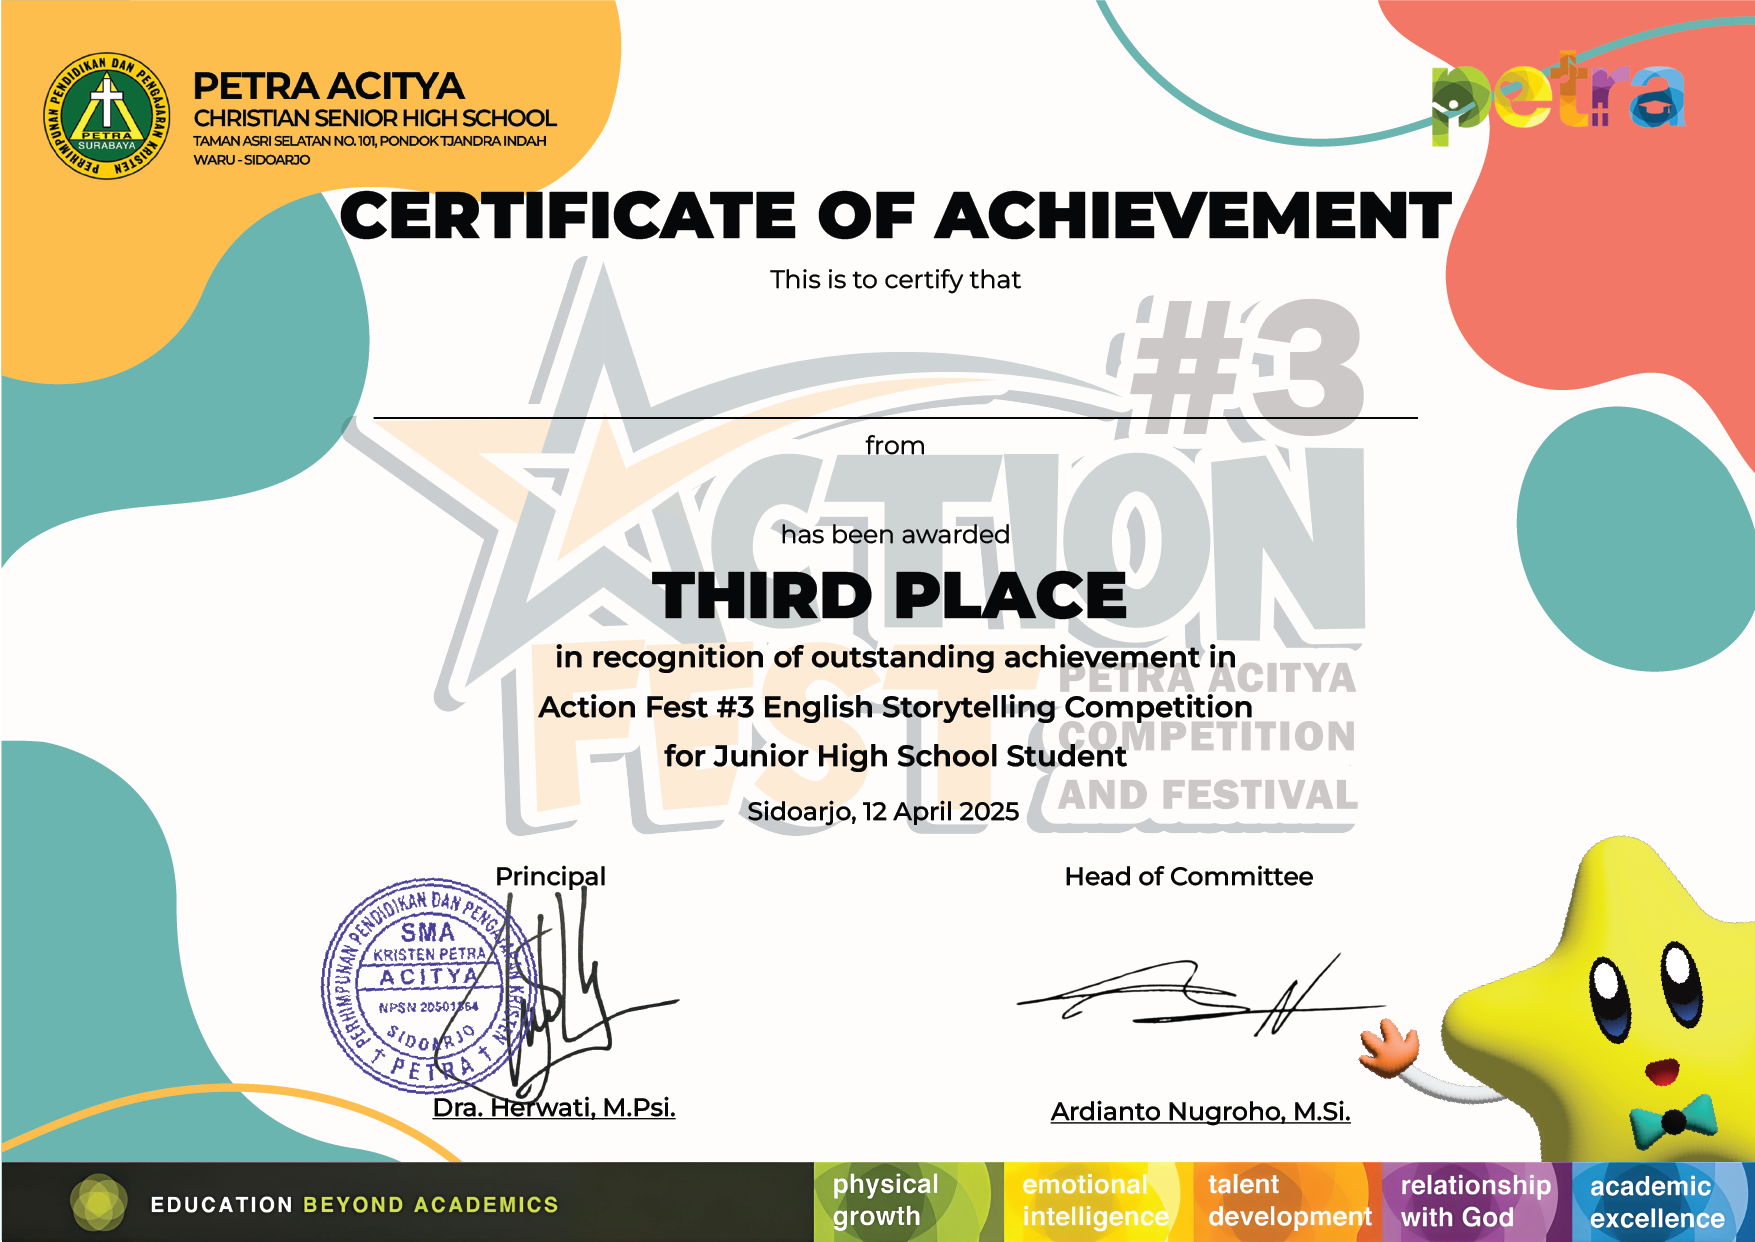 PERHIMPUNAN PENDIDIKAN DAN PENGAJARAN KRISTEN
PETRA
SURABAYA
PETRA ACITYA
CHRISTIAN SENIOR HIGH SCHOOL
TAMAN ASRI SELATAN NO. 101, PONDOK TJANDRA INDAH
WARU - SIDOARJO
petra
CERTIFICATE OF ACHIEVEMENT
This is to certify that
#3
from
ACTION
has been awarded
THIRD PLACE
FEST
in recognition of outstanding achievement in
PETRA ACITYA
Action Fest #3 English Storytelling Competition
COMPETITION
for Junior High School Student
AND FESTIVAL
Sidoarjo, 12 April 2025
Principal
Head of Committee
PERHIMPUNAN PENDIDIKAN DAN PENGAJARAN KRISTEN
SMA
KRISTEN PETRA
ACITYA
NPSN 20501864
SIDOARJO
† PETRA †
Dra. Herwati, M.Psi.
Ardianto Nugroho, M.Si.
EDUCATION BEYOND ACADEMICS
physical
growth
emotional
intelligence
talent
development
relationship
with God
academic
excellence